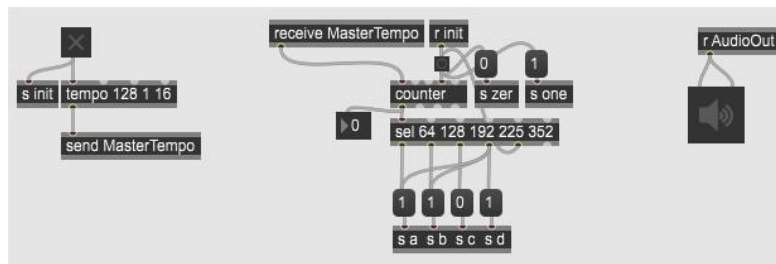 receive MasterTempo
r init
r AudioOut
0
1
s init
tempo 128 1 16
counter
s zer
s one
0
sel 64 128 192 225 352
send MasterTempo
1
1
0
1
s a
s b
s c
s d